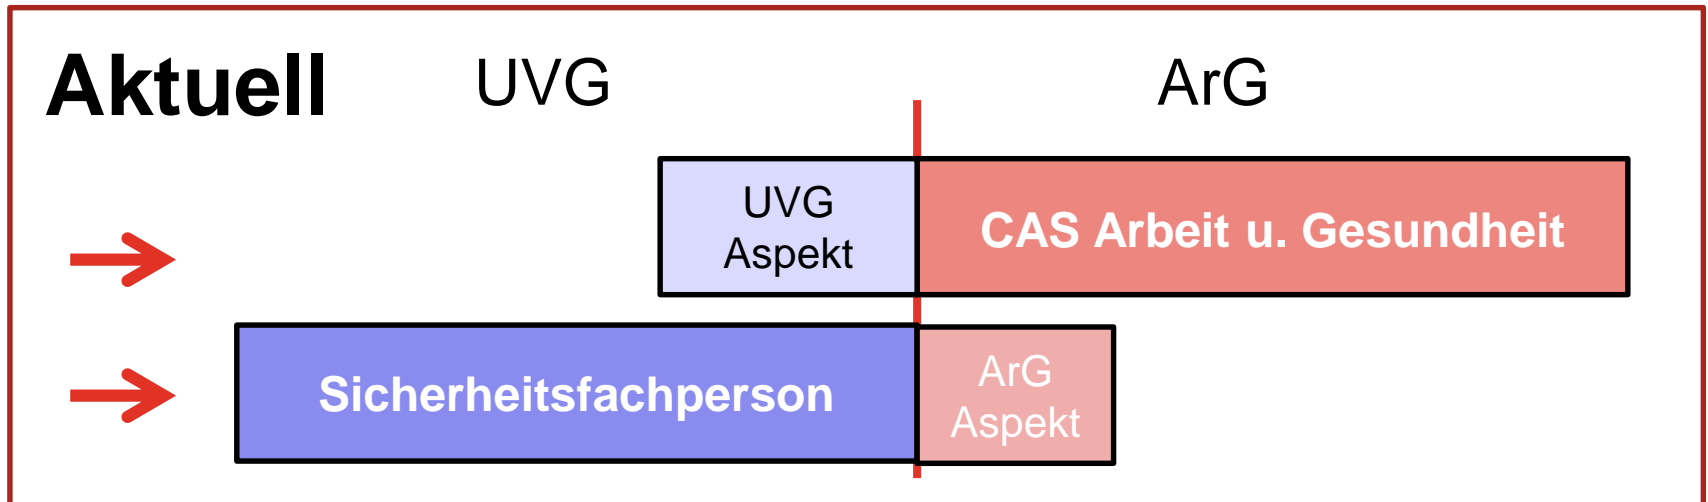 Aktuell UVG ArG
UVG
Aspekt
CAS Arbeit u. Gesundheit
Sicherheitsfachperson
ArG
Aspekt